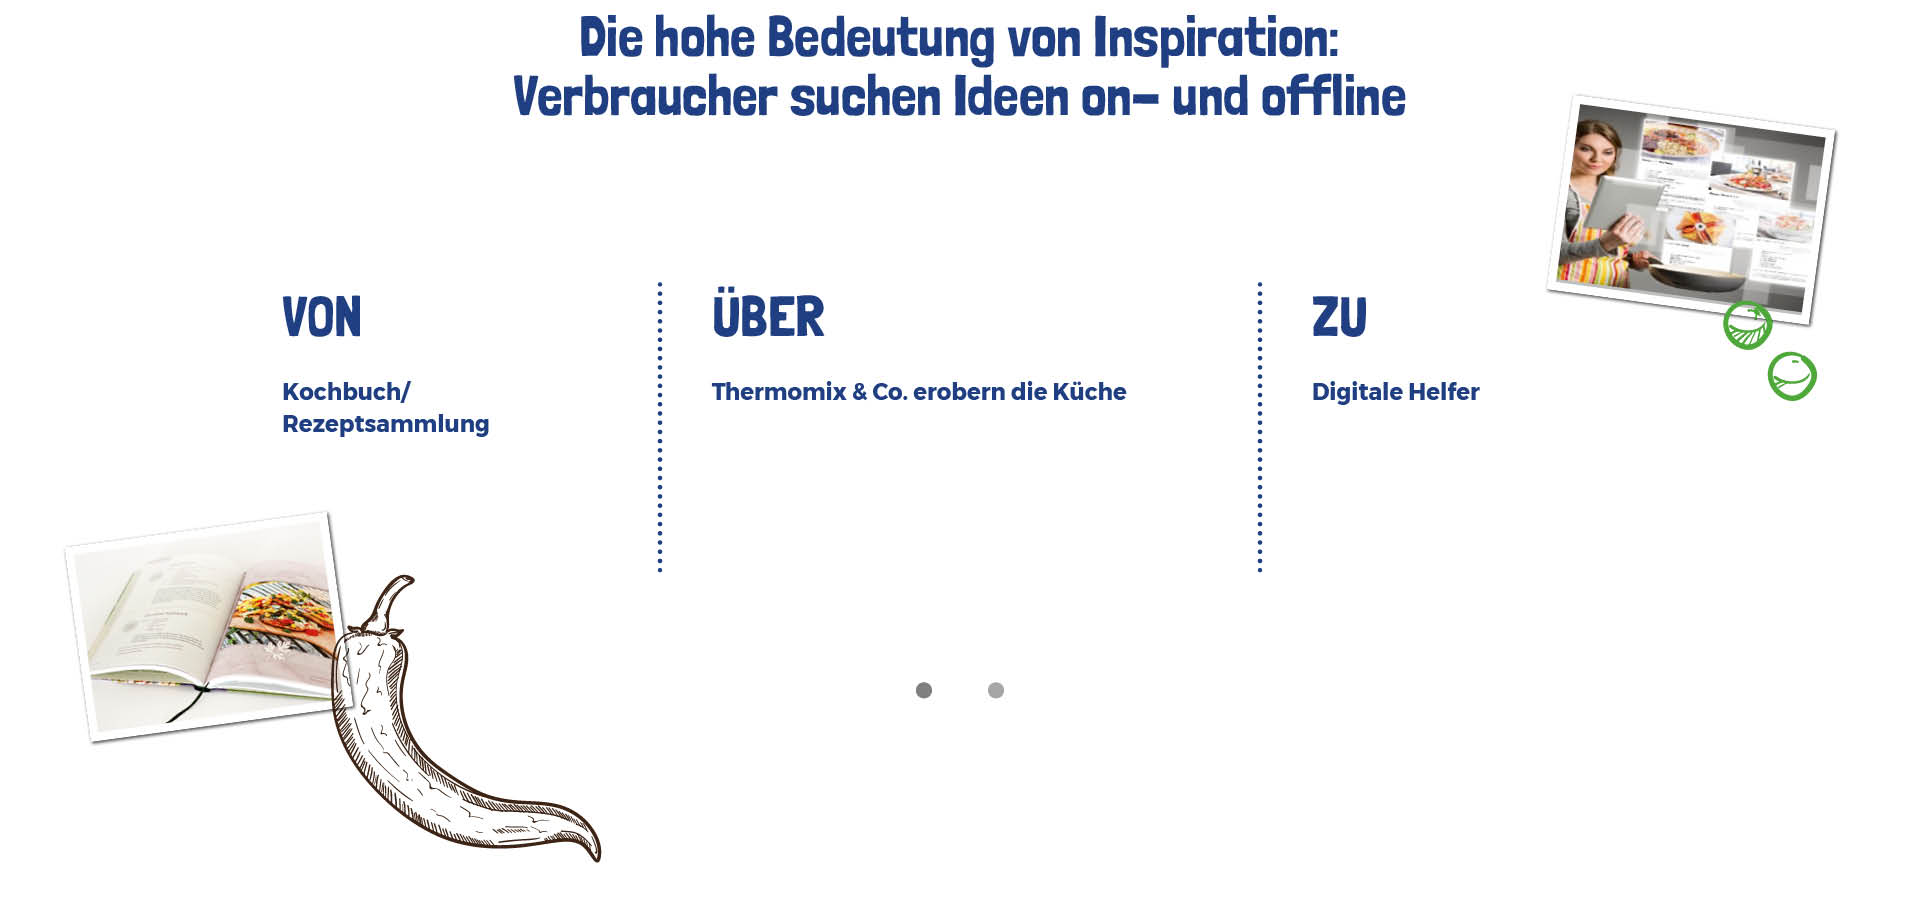 Die hohe Bedeutung von Inspiration:
Verbraucher suchen Ideen on- und offline
VON
Kochbuch/
Rezeptsammlung
ÜBER
Thermomix & Co. erobern die Küche
ZU
Digitale Helfer